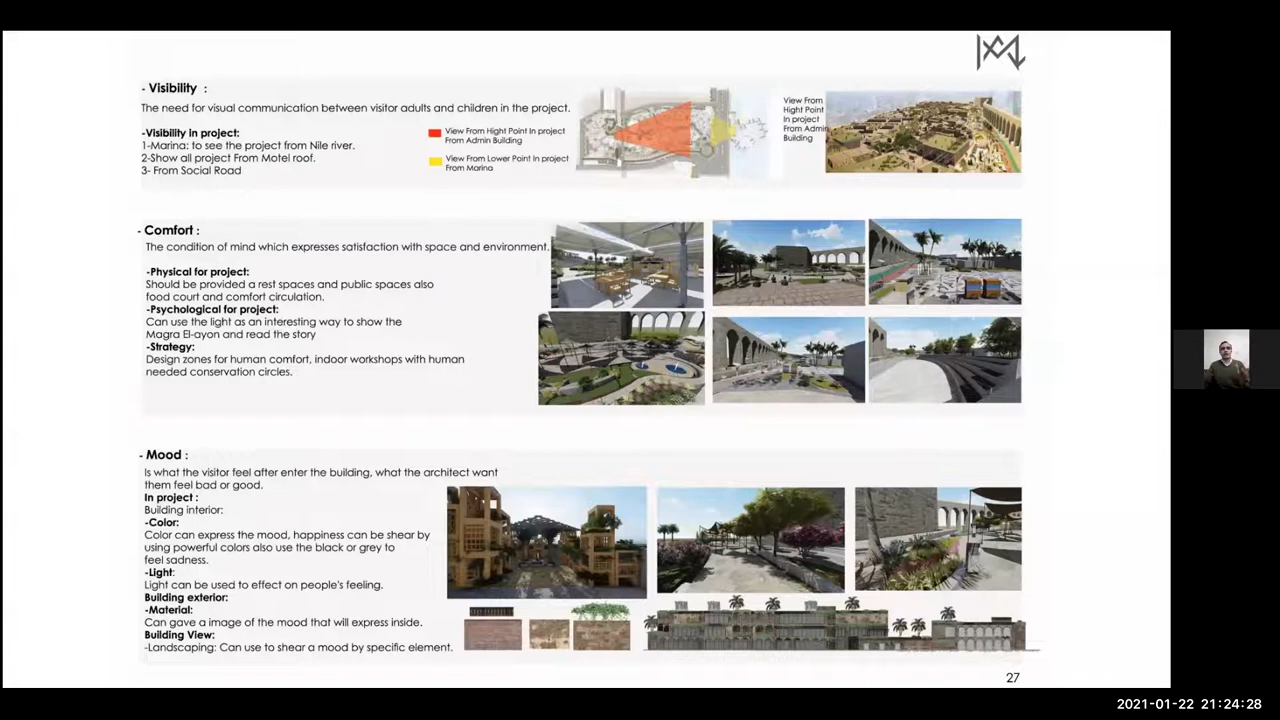 - Visibility :
The need for visual communication between visitor adults and children in the project.
-Visibility in project:
1-Marina: to see the project from Nile river.
2-Show all project From Motel roof.
3- From Social Road
View From Hight Point In project
From Admin Building
View From Lower Point In project
From Marina
View From
Hight Point
In project
From Admin
Building
- Comfort :
The condition of mind which expresses satisfaction with space and environment.
-Physical for project:
Should be provided a rest spaces and public spaces also
food court and comfort circulation.
-Psychological for project:
Can use the light as an interesting way to show the
Magra El-ayon and read the story
-Strategy:
Design zones for human comfort, indoor workshops with human
needed conservation circles.
- Mood :
Is what the visitor feel after enter the building, what the architect want
them feel bad or good.
In project :
Building interior:
-Color:
Color can express the mood, happiness can be shear by
using powerful colors also use the black or grey to
feel sadness.
-Light:
Light can be used to effect on people's feeling.
Building exterior:
-Material:
Can gave a image of the mood that will express inside.
Building View:
-Landscaping: Can use to shear a mood by specific element.
27
2021-01-22 21:24:28